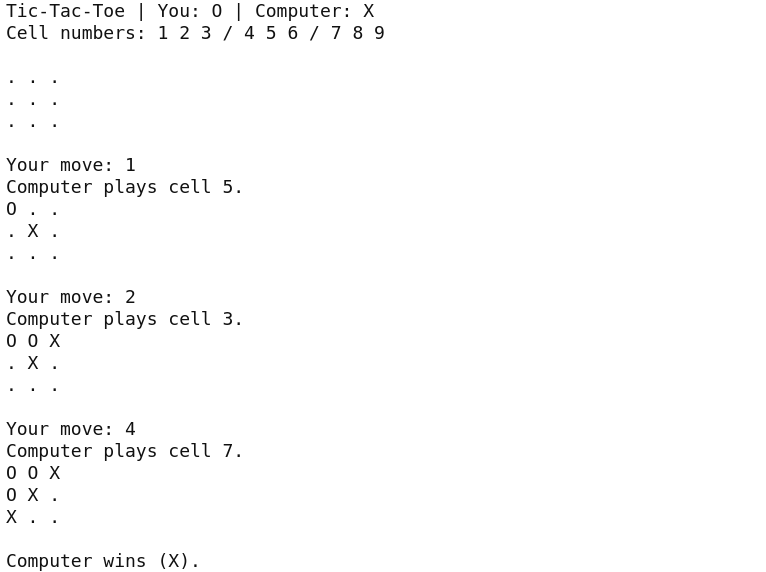 Tic-Tac-Toe | You: O | Computer: X
Cell numbers: 1 2 3 / 4 5 6 / 7 8 9

. . .
. . .
. . .

Your move: 1
Computer plays cell 5.
O . .
. X .
. . .

Your move: 2
Computer plays cell 3.
O O X
. X .
. . .

Your move: 4
Computer plays cell 7.
O O X
O X .
X . .

Computer wins (X).